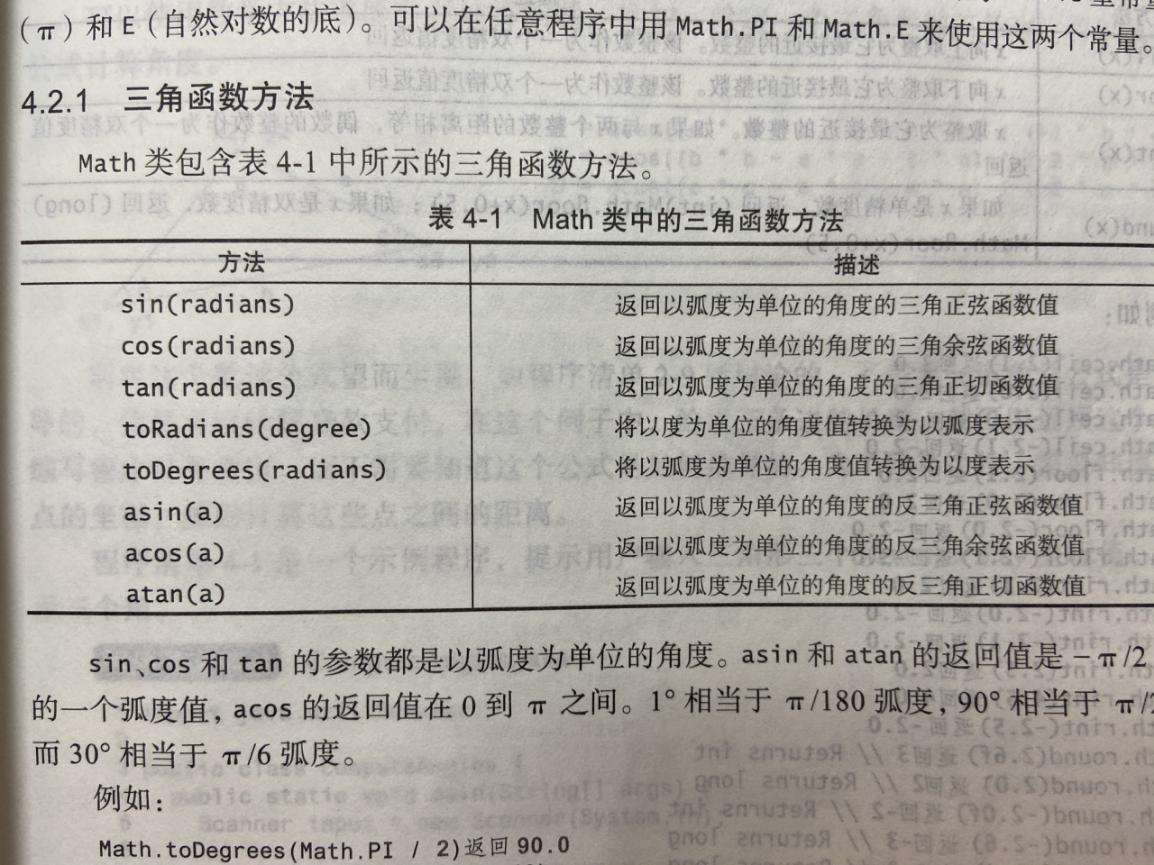 (π) 和 E (自然对数的底)。可以在任意程序中用 Math.PI 和 Math.E 来使用这两个常量。
4.2.1 三角函数方法
Math 类包含表 4-1 中所示的三角函数方法。
表 4-1 Math 类中的三角函数方法
方法 描述
sin(radians) 返回以弧度为单位的角度的三角正弦函数值
cos(radians) 返回以弧度为单位的角度的三角余弦函数值
tan(radians) 返回以弧度为单位的角度的三角正切函数值
toRadians(degree) 将以度为单位的角度值转换为以弧度表示
toDegrees(radians) 将以弧度为单位的角度值转换为以度表示
asin(a) 返回以弧度为单位的角度的反三角正弦函数值
acos(a) 返回以弧度为单位的角度的反三角余弦函数值
atan(a) 返回以弧度为单位的角度的反三角正切函数值
sin、cos 和 tan 的参数都是以弧度为单位的角度。asin 和 atan 的返回值是 -π/2
的一个弧度值, acos 的返回值在 0 到 π 之间。1° 相当于 π/180 弧度, 90° 相当于 π/2
而 30° 相当于 π/6 弧度。
例如:
Math.toDegrees(Math.PI / 2)返回 90.0